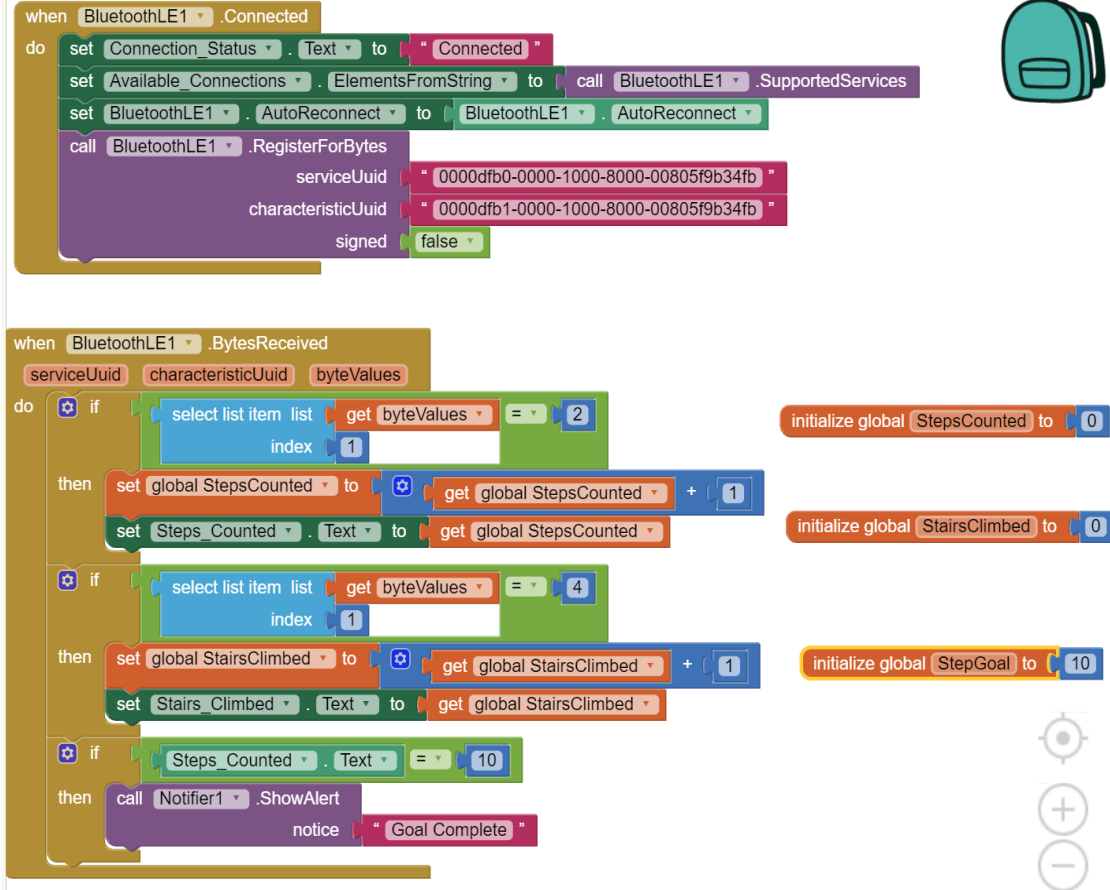 when BluetoothLE1 .Connected
do set Connection_Status . Text to “ Connected ”
set Available_Connections . ElementsFromString to call BluetoothLE1 .SupportedServices
set BluetoothLE1 . AutoReconnect to BluetoothLE1 . AutoReconnect
call BluetoothLE1 .RegisterForBytes
serviceUuid “ 0000dfb0-0000-1000-8000-00805f9b34fb ”
characteristicUuid “ 0000dfb1-0000-1000-8000-00805f9b34fb ”
signed false
when BluetoothLE1 .BytesReceived
serviceUuid characteristicUuid byteValues
do if select list item list get byteValues = 2
index 1
then set global StepsCounted to get global StepsCounted + 1
set Steps_Counted . Text to get global StepsCounted
if select list item list get byteValues = 4
index 1
then set global StairsClimbed to get global StairsClimbed + 1
set Stairs_Climbed . Text to get global StairsClimbed
if Steps_Counted . Text = 10
then call Notifier1 .ShowAlert
notice “ Goal Complete ”
initialize global StepsCounted to 0
initialize global StairsClimbed to 0
initialize global StepGoal to 10